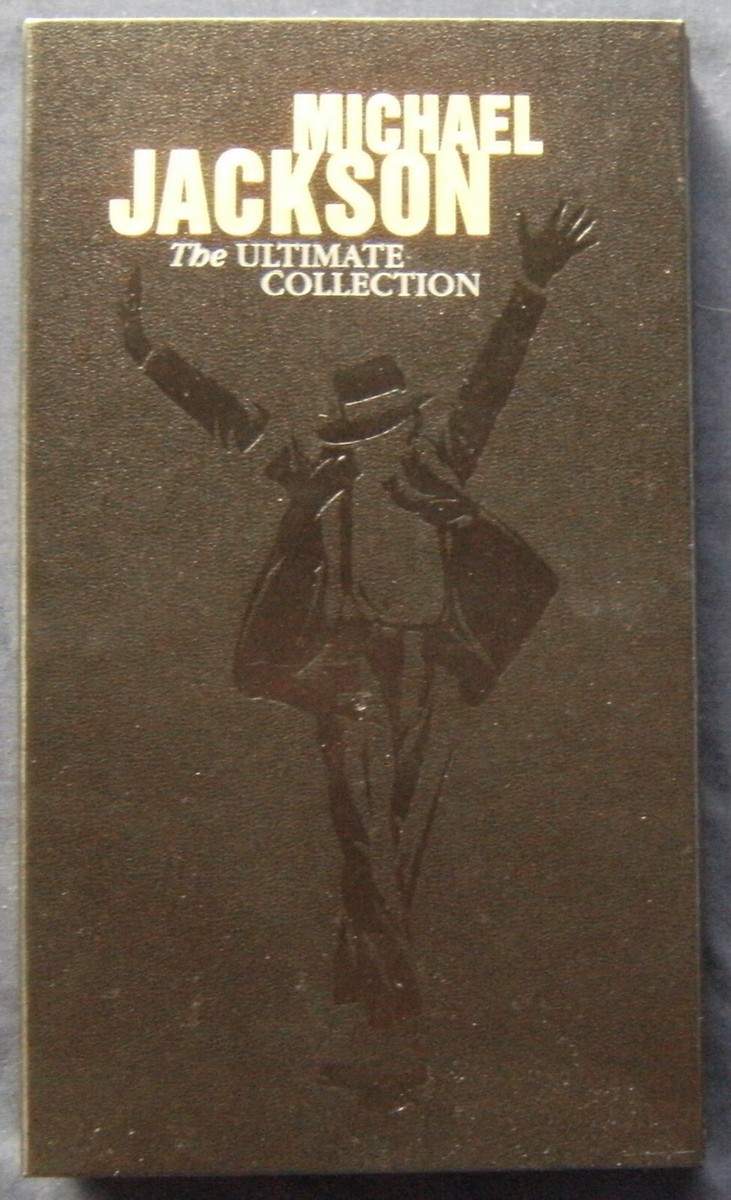 MICHAEL
JACKSON
The ULTIMATE
COLLECTION